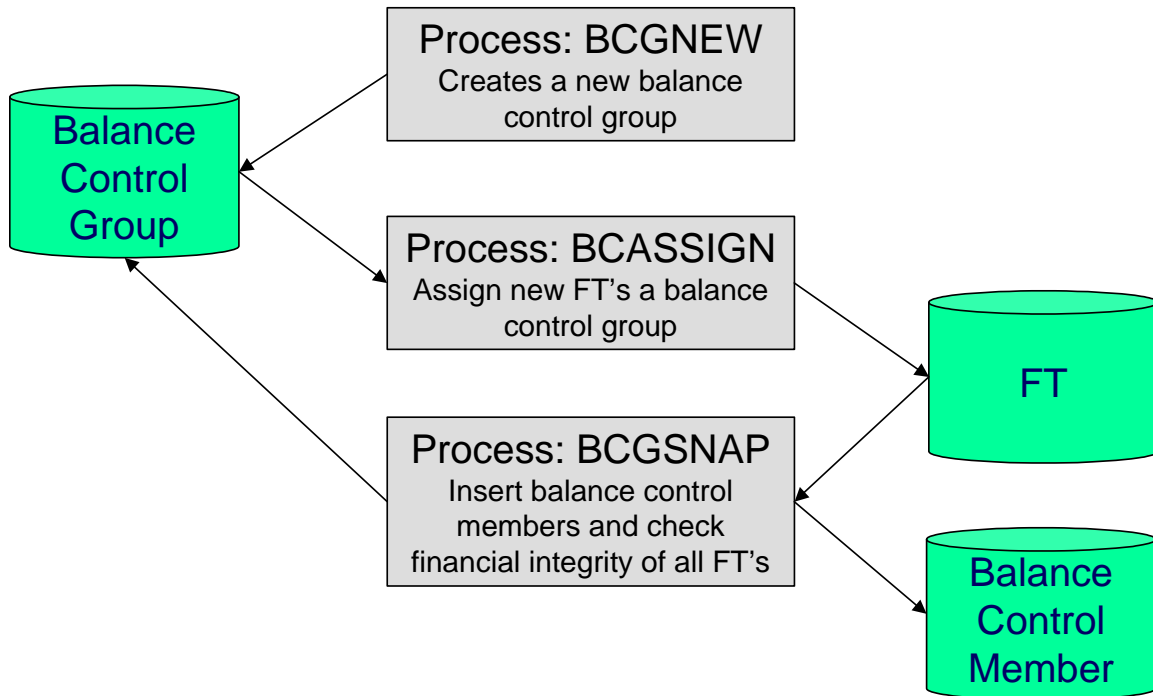 Process: BCGNEW
Creates a new balance
control group
Balance
Control
Group
Process: BCASSIGN
Assign new FT's a balance
control group
FT
Process: BCGSNAP
Insert balance control
members and check
financial integrity of all FT's
Balance
Control
Member